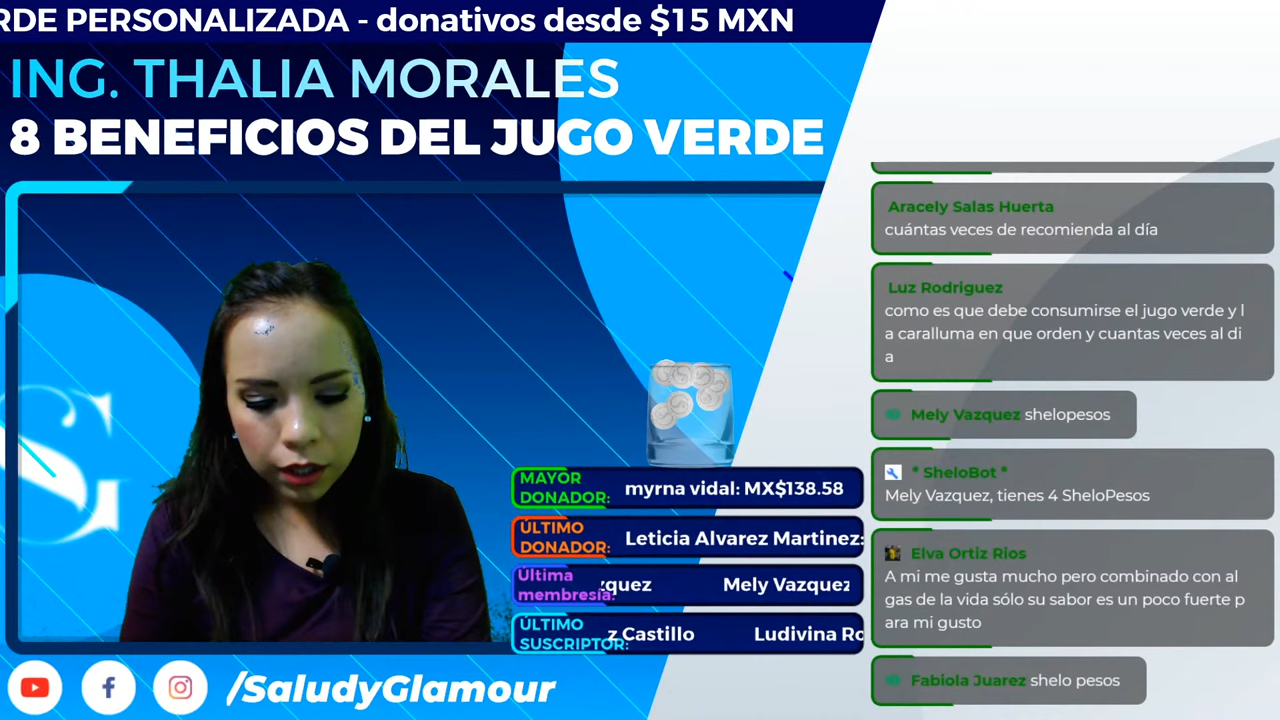 RDE PERSONALIZADA - donativos desde $15 MXN
ING. THALIA MORALES
8 BENEFICIOS DEL JUGO VERDE
MAYOR
DONADOR:
myrna vidal: MX$138.58
ÚLTIMO
DONADOR:
Leticia Alvarez Martinez:
Última
membresía:
zquez Mely Vazquez
ÚLTIMO
SUSCRIPTOR:
z Castillo Ludivina Ro
/SaludyGlamour
Aracely Salas Huerta
cuántas veces de recomienda al día
Luz Rodriguez
como es que debe consumirse el jugo verde y l
a caralluma en que orden y cuantas veces al di
a
Mely Vazquez shelopesos
* SheloBot *
Mely Vazquez, tienes 4 SheloPesos
Elva Ortiz Rios
A mi me gusta mucho pero combinado con al
gas de la vida sólo su sabor es un poco fuerte p
ara mi gusto
Fabiola Juarez shelo pesos